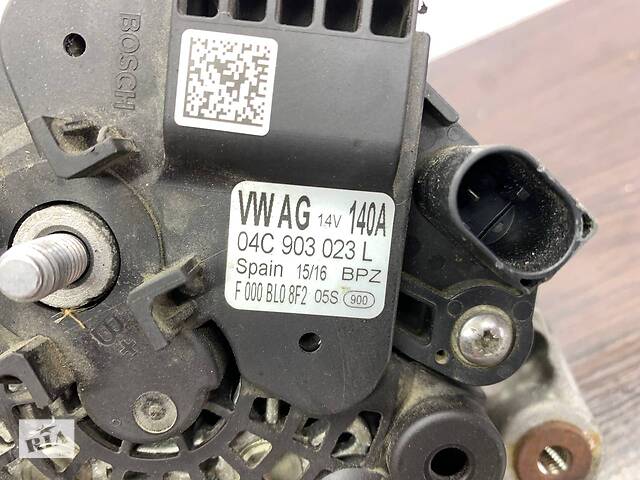 BOSCH
VW AG 14V 140A
04C 903 023 L
Spain 15/16 BPZ
F 000 BL0 8F2 05S 900
B+
RIA